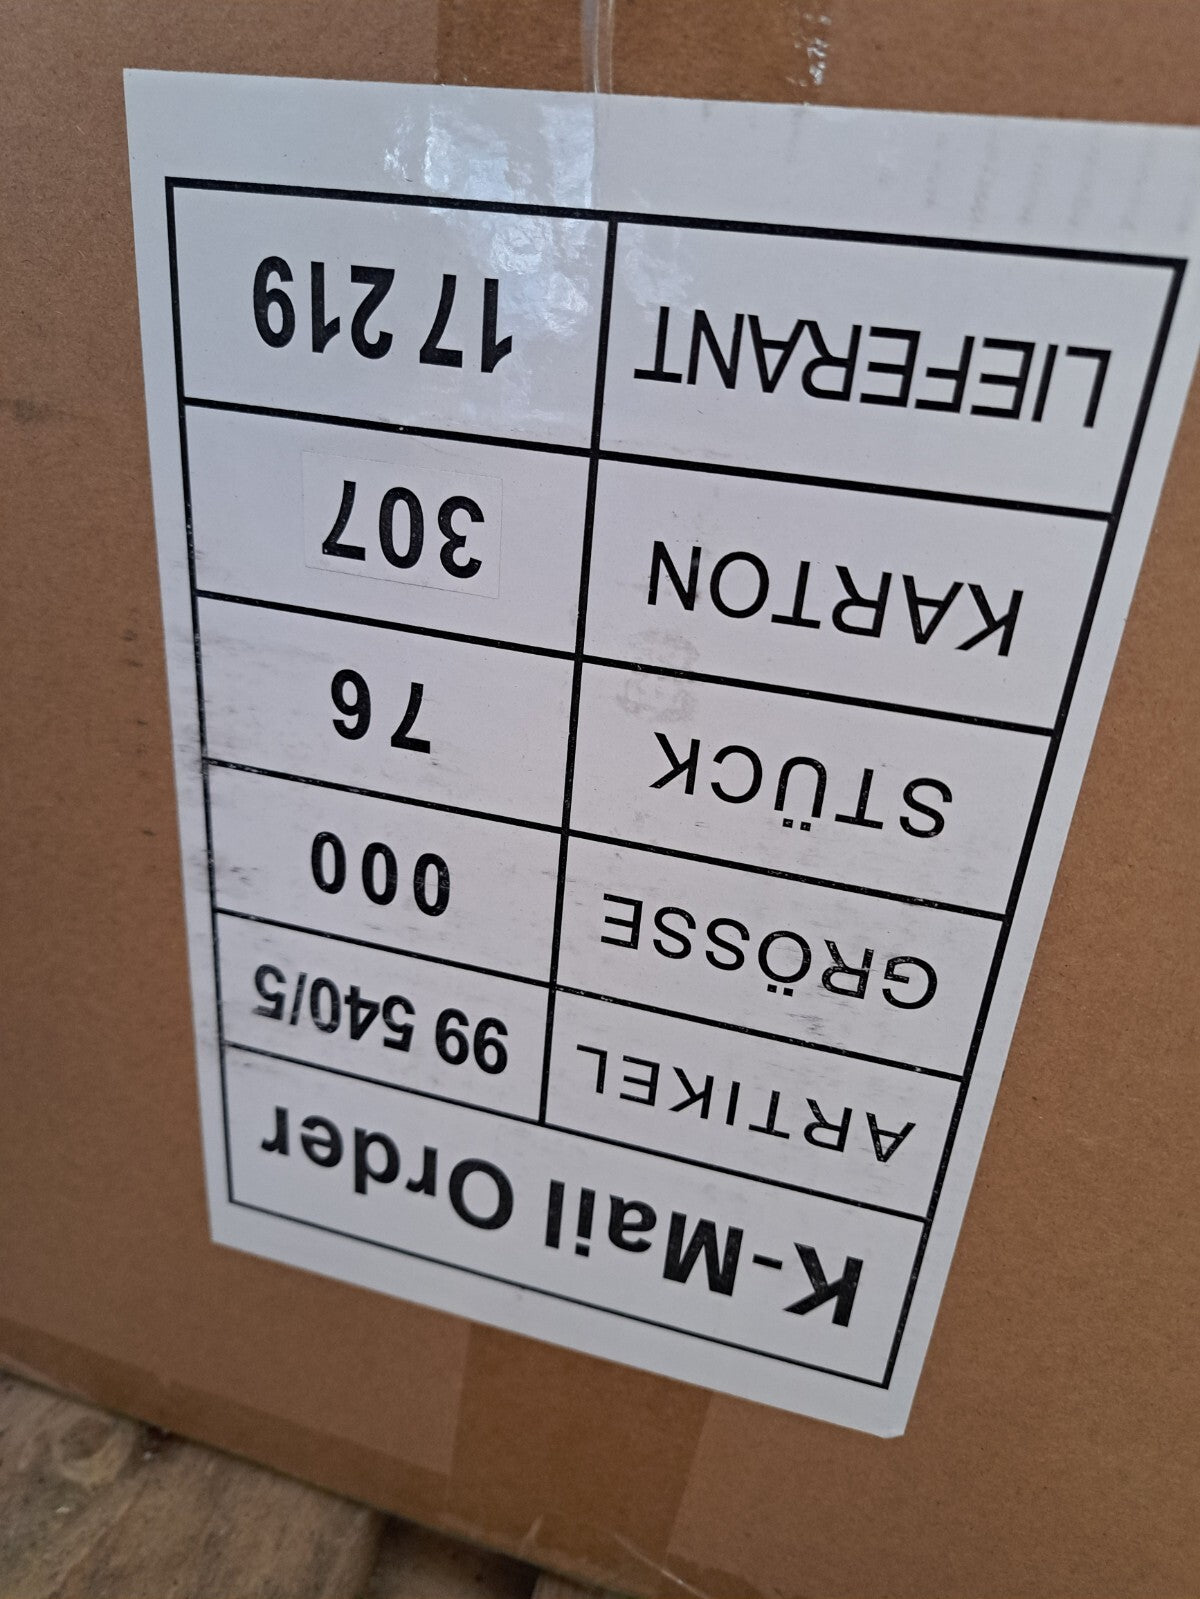 K-Mail Order
ARTIKEL 99 540/5
GRÖSSE 000
STÜCK 76
KARTON 307
LIEFERANT 17 219